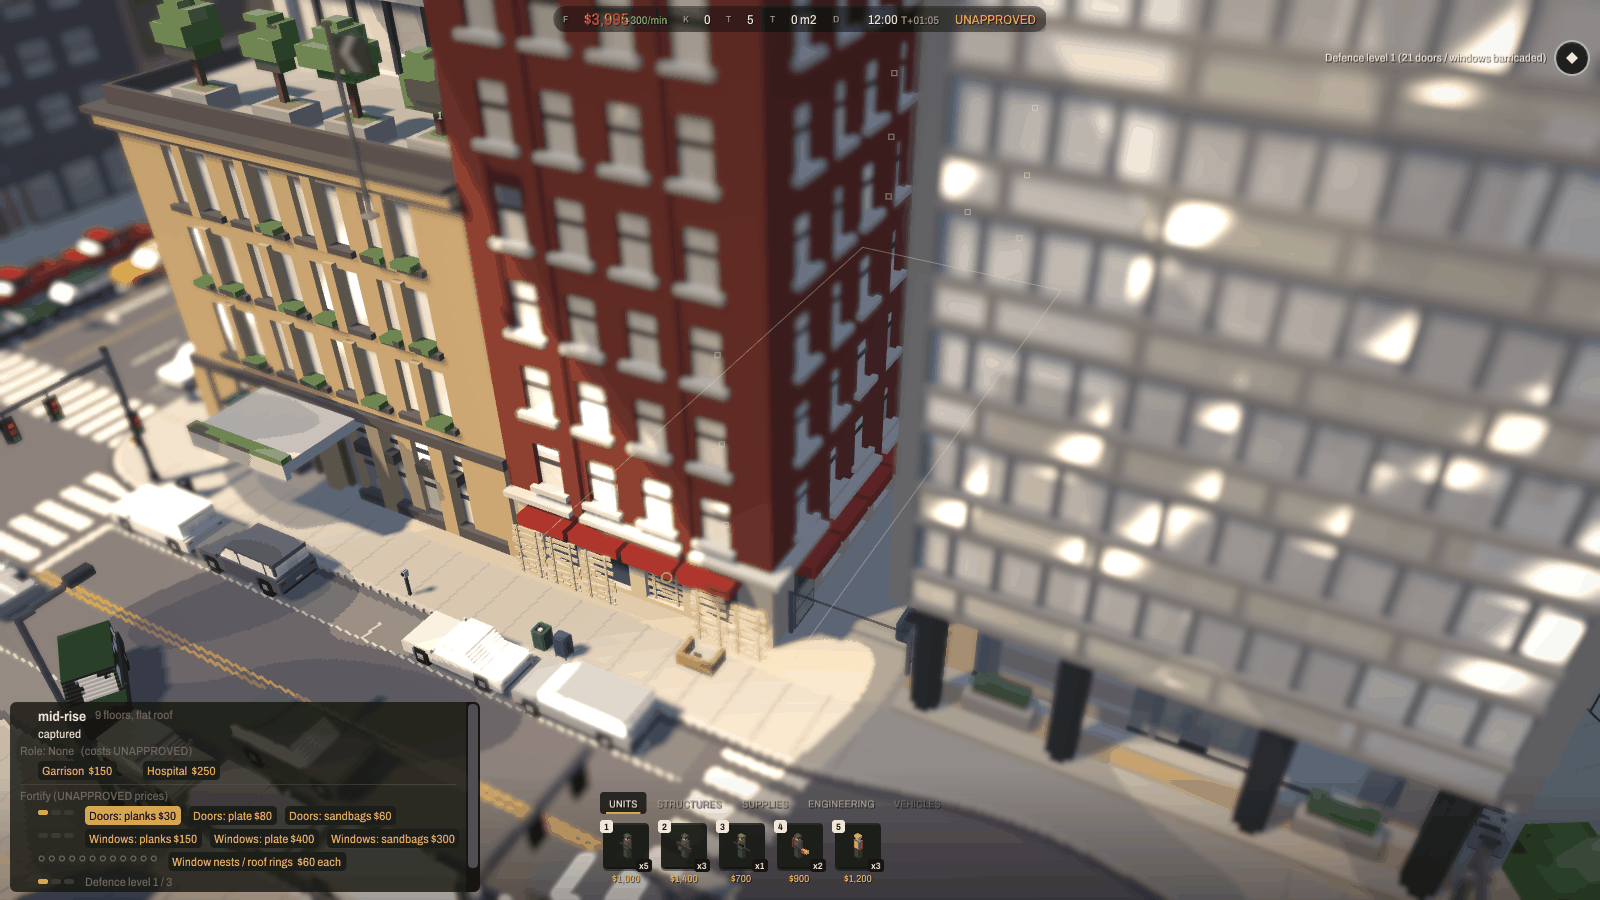 F $3,995 +300/min K 0 T 5 T 0 m2 D 12:00 T+01:05 UNAPPROVED
Defence level 1 (21 doors / windows barricaded)
1
mid-rise 9 floors, flat roof
captured
Role: None (costs UNAPPROVED)
Garrison $150 Hospital $250
Fortify (UNAPPROVED prices)
Doors: planks $30 Doors: plate $80 Doors: sandbags $60
Windows: planks $150 Windows: plate $400 Windows: sandbags $300
Window nests / roof rings $60 each
Defence level 1 / 3
UNITS STRUCTURES SUPPLIES ENGINEERING VEHICLES
1 2 3 4 5
x5 x3 x1 x2 x3
$1,000 $1,400 $700 $900 $1,200